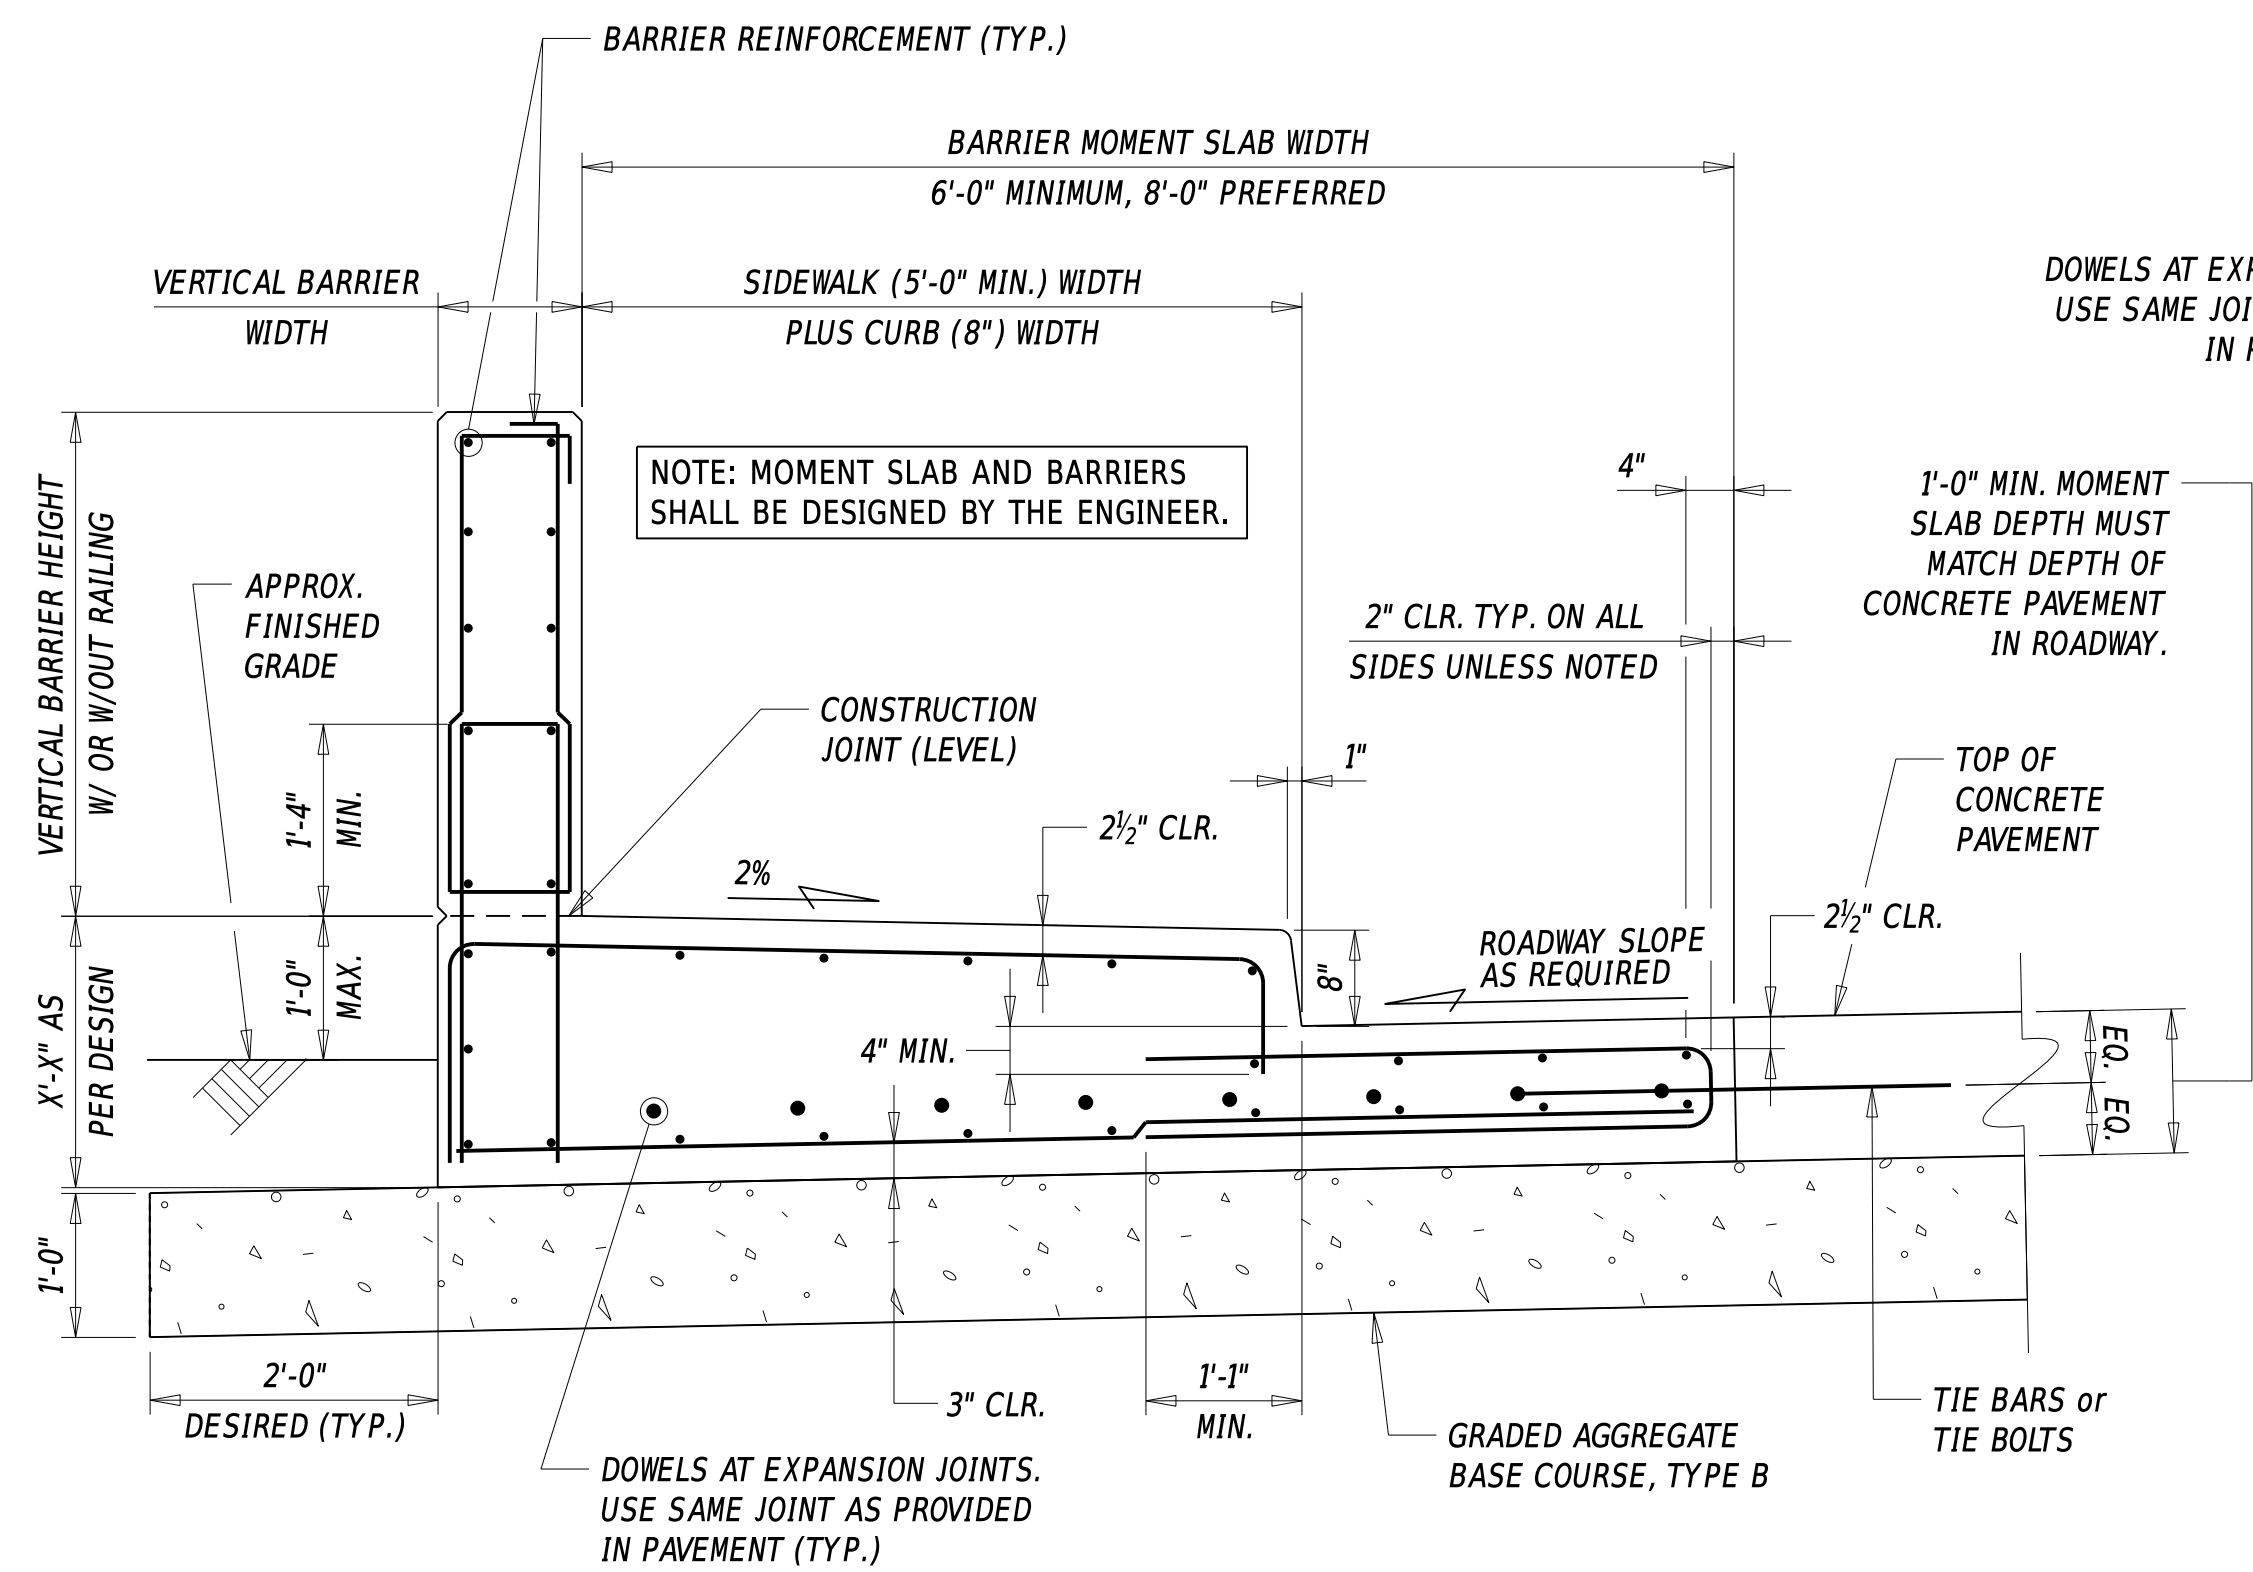 BARRIER REINFORCEMENT (TYP.)
BARRIER MOMENT SLAB WIDTH
6'-0" MINIMUM, 8'-0" PREFERRED
VERTICAL BARRIER
WIDTH
SIDEWALK (5'-0" MIN.) WIDTH
PLUS CURB (8") WIDTH
DOWELS AT
USE SAME
IN
NOTE: MOMENT SLAB AND BARRIERS
SHALL BE DESIGNED BY THE ENGINEER.
4"
1'-0" MIN. MOMENT
SLAB DEPTH MUST
MATCH DEPTH OF
CONCRETE PAVEMENT
IN ROADWAY.
VERTICAL BARRIER HEIGHT
W/ OR W/OUT RAILING
APPROX.
FINISHED
GRADE
2" CLR. TYP. ON ALL
SIDES UNLESS NOTED
CONSTRUCTION
JOINT (LEVEL)
1'-4"
MIN.
1"
TOP OF
CONCRETE
PAVEMENT
2½" CLR.
2%
2½" CLR.
ROADWAY SLOPE
AS REQUIRED
8"
X'-X" AS
PER DESIGN
1'-0"
MAX.
4" MIN.
EQ.
EQ.
1'-0"
2'-0"
DESIRED (TYP.)
3" CLR.
1'-1"
MIN.
TIE BARS or
TIE BOLTS
GRADED AGGREGATE
BASE COURSE, TYPE B
DOWELS AT EXPANSION JOINTS.
USE SAME JOINT AS PROVIDED
IN PAVEMENT (TYP.)